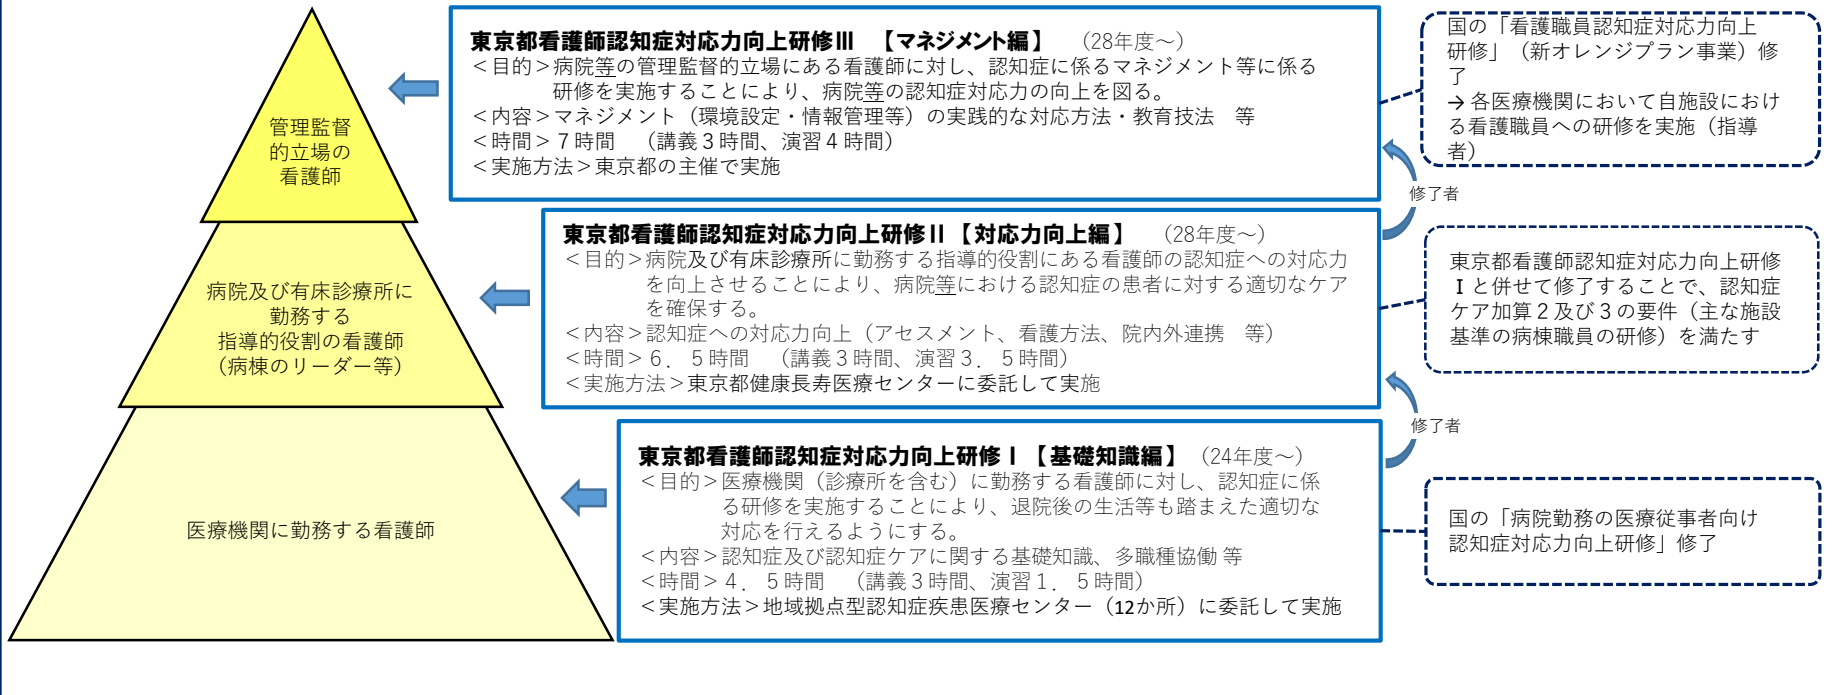 管理監督
的立場の
看護師
病院及び有床診療所に
勤務する
指導的役割の看護師
（病棟のリーダー等）
医療機関に勤務する看護師
東京都看護師認知症対応力向上研修Ⅲ 【マネジメント編】 （28年度～）
＜目的＞病院等の管理監督的立場にある看護師に対し、認知症に係るマネジメント等に係る
研修を実施することにより、病院等の認知症対応力の向上を図る。
＜内容＞マネジメント（環境設定・情報管理等）の実践的な対応方法・教育技法 等
＜時間＞７時間 （講義３時間、演習４時間）
＜実施方法＞東京都の主催で実施
国の「看護職員認知症対応力向上
研修」（新オレンジプラン事業）修
了
→ 各医療機関において自施設におけ
る看護職員への研修を実施（指導
者）
修了者
東京都看護師認知症対応力向上研修Ⅱ【対応力向上編】 （28年度～）
＜目的＞病院及び有床診療所に勤務する指導的役割にある看護師の認知症への対応力
を向上させることにより、病院等における認知症の患者に対する適切なケア
を確保する。
＜内容＞認知症への対応力向上（アセスメント、看護方法、院内外連携 等）
＜時間＞６．５時間 （講義３時間、演習３．５時間）
＜実施方法＞東京都健康長寿医療センターに委託して実施
東京都看護師認知症対応力向上研修
Ⅰと併せて修了することで、認知症
ケア加算２及び３の要件（主な施設
基準の病棟職員の研修）を満たす
修了者
東京都看護師認知症対応力向上研修Ⅰ【基礎知識編】 （24年度～）
＜目的＞医療機関（診療所を含む）に勤務する看護師に対し、認知症に係
る研修を実施することにより、退院後の生活等も踏まえた適切な
対応を行えるようにする。
＜内容＞認知症及び認知症ケアに関する基礎知識、多職種協働 等
＜時間＞４．５時間 （講義３時間、演習１．５時間）
＜実施方法＞地域拠点型認知症疾患医療センター（12か所）に委託して実施
国の「病院勤務の医療従事者向け
認知症対応力向上研修」修了